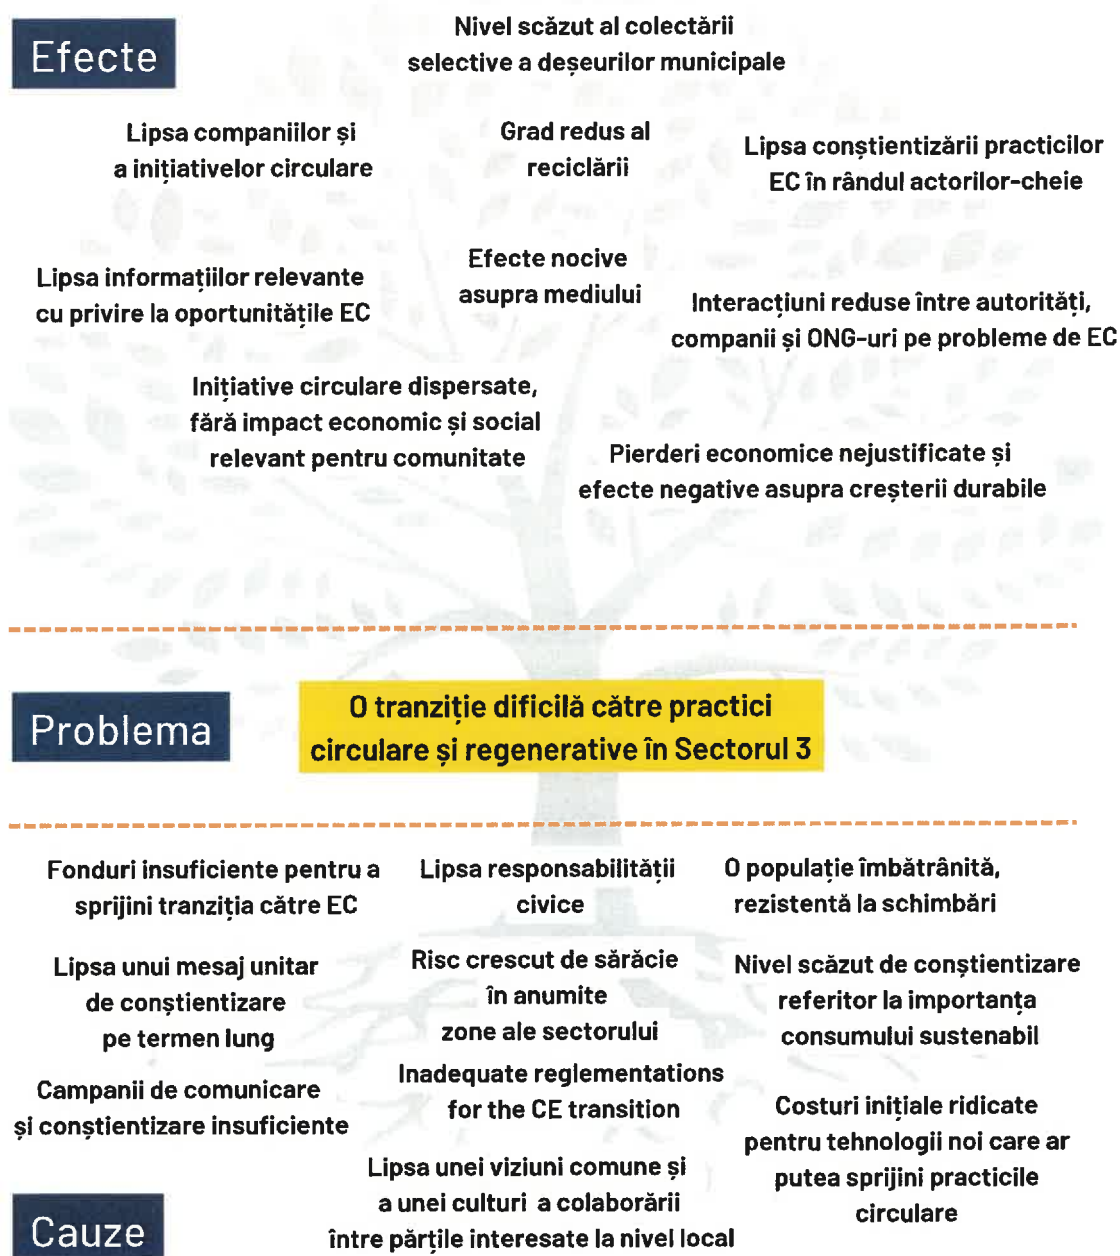 Efecte
Nivel scăzut al colectării
selective a deșeurilor municipale
Lipsa companiilor și
a inițiativelor circulare
Grad redus al
reciclării
Lipsa conștientizării practicilor
EC în rândul actorilor-cheie
Lipsa informațiilor relevante
cu privire la oportunitățile EC
Efecte nocive
asupra mediului
Interacțiuni reduse între autorități,
companii și ONG-uri pe probleme de EC
Inițiative circulare dispersate,
fără impact economic și social
relevant pentru comunitate
Pierderi economice nejustificate și
efecte negative asupra creșterii durabile
Problema
O tranziție dificilă către practici
circulare și regenerative în Sectorul 3
Fonduri insuficiente pentru a
sprijini tranziția către EC
Lipsa responsabilității
civice
O populație îmbătrânită,
rezistentă la schimbări
Lipsa unui mesaj unitar
de conștientizare
pe termen lung
Risc crescut de sărăcie
în anumite
zone ale sectorului
Nivel scăzut de conștientizare
referitor la importanța
consumului sustenabil
Campanii de comunicare
și conștientizare insuficiente
Inadequate reglementations
for the CE transition
Costuri inițiale ridicate
pentru tehnologii noi care ar
putea sprijini practicile
circulare
Lipsa unei viziuni comune și
a unei culturi a colaborării
între părțile interesate la nivel local
Cauze